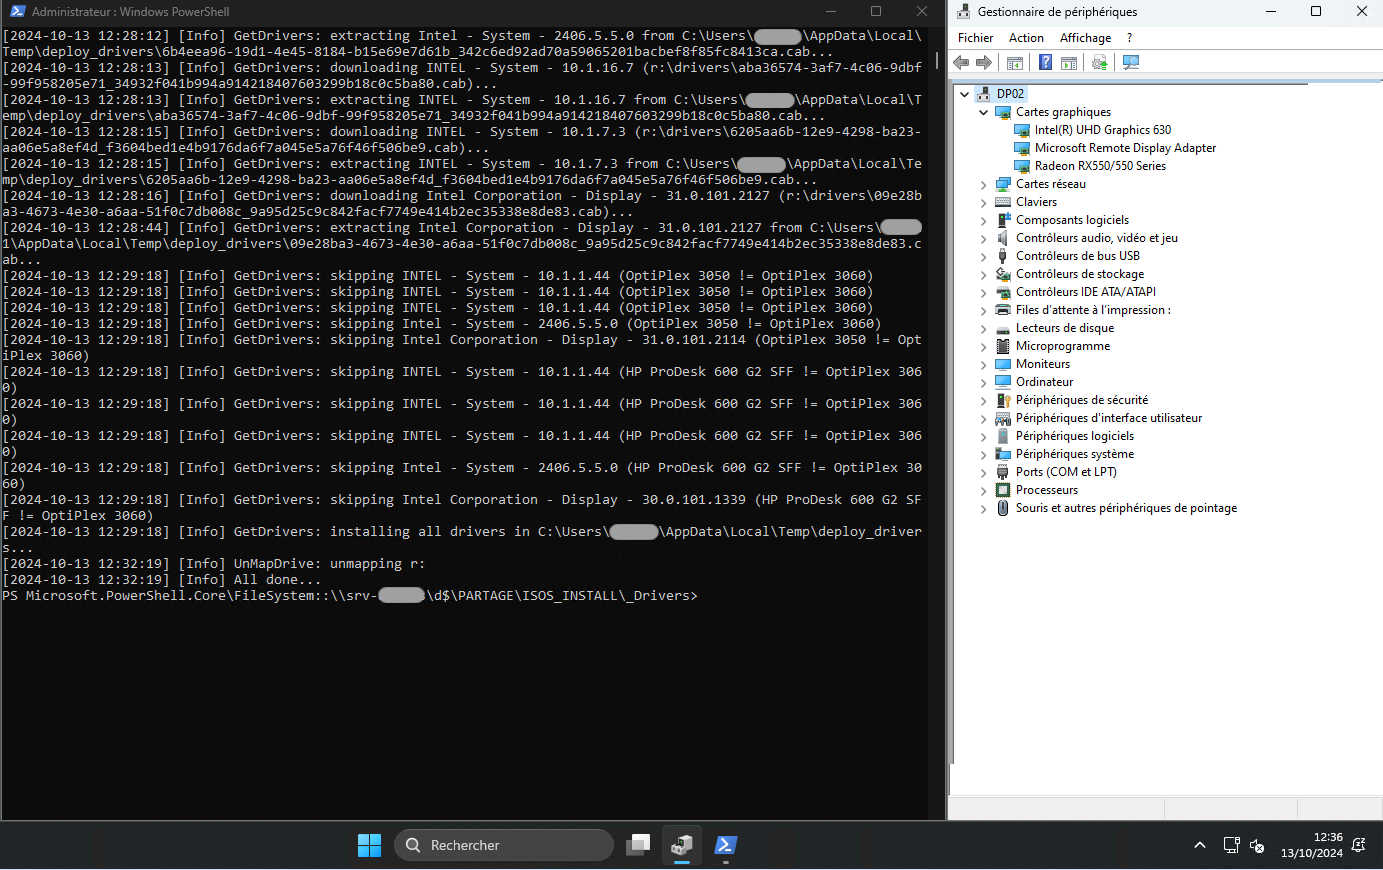 Administrateur : Windows PowerShell
[2024-10-13 12:28:12] [Info] GetDrivers: extracting Intel - System - 2406.5.5.0 from C:\Users\ \AppData\Local\
Temp\deploy_drivers\6b4eea96-19d1-4e45-8184-b15e69e7d61b_342c6ed92ad70a59065201bacbef8f85fc8413ca.cab...
[2024-10-13 12:28:13] [Info] GetDrivers: downloading INTEL - System - 10.1.16.7 (r:\drivers\aba36574-3af7-4c06-9dbf
-99f958205e71_34932f041b994a914218407603299b18c0c5ba80.cab)...
[2024-10-13 12:28:13] [Info] GetDrivers: extracting INTEL - System - 10.1.16.7 from C:\Users\ \AppData\Local\T
emp\deploy_drivers\aba36574-3af7-4c06-9dbf-99f958205e71_34932f041b994a914218407603299b18c0c5ba80.cab...
[2024-10-13 12:28:15] [Info] GetDrivers: downloading INTEL - System - 10.1.7.3 (r:\drivers\6205aa6b-12e9-4298-ba23-
aa06e5a8ef4d_f3604bed1e4b9176da6f7a045e5a76f46f506be9.cab)...
[2024-10-13 12:28:15] [Info] GetDrivers: extracting INTEL - System - 10.1.7.3 from C:\Users\ \AppData\Local\Te
mp\deploy_drivers\6205aa6b-12e9-4298-ba23-aa06e5a8ef4d_f3604bed1e4b9176da6f7a045e5a76f46f506be9.cab...
[2024-10-13 12:28:16] [Info] GetDrivers: downloading Intel Corporation - Display - 31.0.101.2127 (r:\drivers\09e28b
a3-4673-4e30-a6aa-51f0c7db008c_9a95d25c9c842facf7749e414b2ec35338e8de83.cab)...
[2024-10-13 12:28:44] [Info] GetDrivers: extracting Intel Corporation - Display - 31.0.101.2127 from C:\Users\
1\AppData\Local\Temp\deploy_drivers\09e28ba3-4673-4e30-a6aa-51f0c7db008c_9a95d25c9c842facf7749e414b2ec35338e8de83.c
ab...
[2024-10-13 12:29:18] [Info] GetDrivers: skipping INTEL - System - 10.1.1.44 (OptiPlex 3050 != OptiPlex 3060)
[2024-10-13 12:29:18] [Info] GetDrivers: skipping INTEL - System - 10.1.1.44 (OptiPlex 3050 != OptiPlex 3060)
[2024-10-13 12:29:18] [Info] GetDrivers: skipping INTEL - System - 10.1.1.44 (OptiPlex 3050 != OptiPlex 3060)
[2024-10-13 12:29:18] [Info] GetDrivers: skipping Intel - System - 2406.5.5.0 (OptiPlex 3050 != OptiPlex 3060)
[2024-10-13 12:29:18] [Info] GetDrivers: skipping Intel Corporation - Display - 31.0.101.2114 (OptiPlex 3050 != Opt
iPlex 3060)
[2024-10-13 12:29:18] [Info] GetDrivers: skipping INTEL - System - 10.1.1.44 (HP ProDesk 600 G2 SFF != OptiPlex 306
0)
[2024-10-13 12:29:18] [Info] GetDrivers: skipping INTEL - System - 10.1.1.44 (HP ProDesk 600 G2 SFF != OptiPlex 306
0)
[2024-10-13 12:29:18] [Info] GetDrivers: skipping INTEL - System - 10.1.1.44 (HP ProDesk 600 G2 SFF != OptiPlex 306
0)
[2024-10-13 12:29:18] [Info] GetDrivers: skipping Intel - System - 2406.5.5.0 (HP ProDesk 600 G2 SFF != OptiPlex 30
60)
[2024-10-13 12:29:18] [Info] GetDrivers: skipping Intel Corporation - Display - 30.0.101.1339 (HP ProDesk 600 G2 SF
F != OptiPlex 3060)
[2024-10-13 12:29:18] [Info] GetDrivers: installing all drivers in C:\Users\ \AppData\Local\Temp\deploy_driver
s...
[2024-10-13 12:32:19] [Info] UnMapDrive: unmapping r:
[2024-10-13 12:32:19] [Info] All done...
PS Microsoft.PowerShell.Core\FileSystem::\\srv- \d$\PARTAGE\ISOS_INSTALL\_Drivers>
Gestionnaire de périphériques
Fichier Action Affichage ?
DP02
Cartes graphiques
Intel(R) UHD Graphics 630
Microsoft Remote Display Adapter
Radeon RX550/550 Series
Cartes réseau
Claviers
Composants logiciels
Contrôleurs audio, vidéo et jeu
Contrôleurs de bus USB
Contrôleurs de stockage
Contrôleurs IDE ATA/ATAPI
Files d'attente à l'impression :
Lecteurs de disque
Microprogramme
Moniteurs
Ordinateur
Périphériques de sécurité
Périphériques d'interface utilisateur
Périphériques logiciels
Périphériques système
Ports (COM et LPT)
Processeurs
Souris et autres périphériques de pointage
Rechercher
12:36
13/10/2024